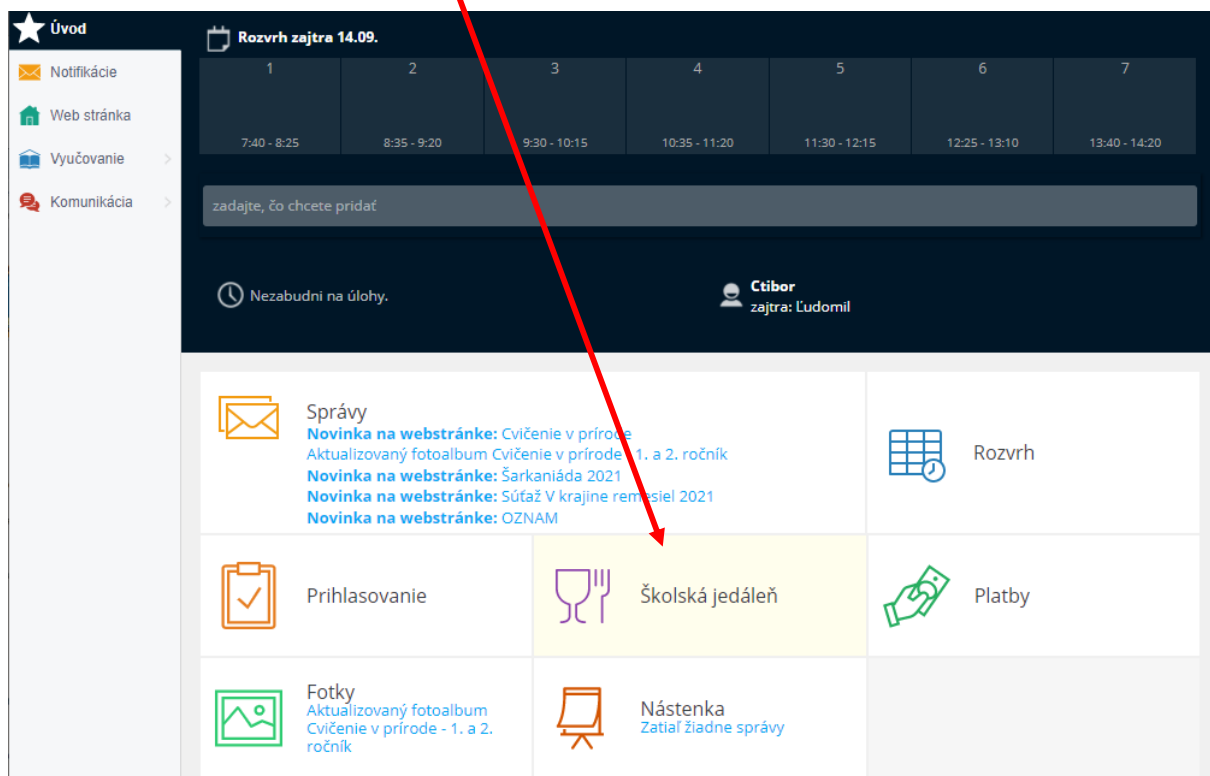 Úvod
Notifikácie
Web stránka
Vyučovanie
Komunikácia
Rozvrh zajtra 14.09.
1 2 3 4 5 6 7
7:40 - 8:25 8:35 - 9:20 9:30 - 10:15 10:35 - 11:20 11:30 - 12:15 12:25 - 13:10 13:40 - 14:20
zadajte, čo chcete pridať
Nezabudni na úlohy.
Ctibor
zajtra: Ľudomil
Správy
Novinka na webstránke: Cvičenie v prírode
Aktualizovaný fotoalbum Cvičenie v prírode - 1. a 2. ročník
Novinka na webstránke: Šarkaniáda 2021
Novinka na webstránke: Súťaž V krajine remesiel 2021
Novinka na webstránke: OZNAM
Rozvrh
Prihlasovanie
Školská jedáleň
Platby
Fotky
Aktualizovaný fotoalbum
Cvičenie v prírode - 1. a 2.
ročník
Nástenka
Zatiaľ žiadne správy